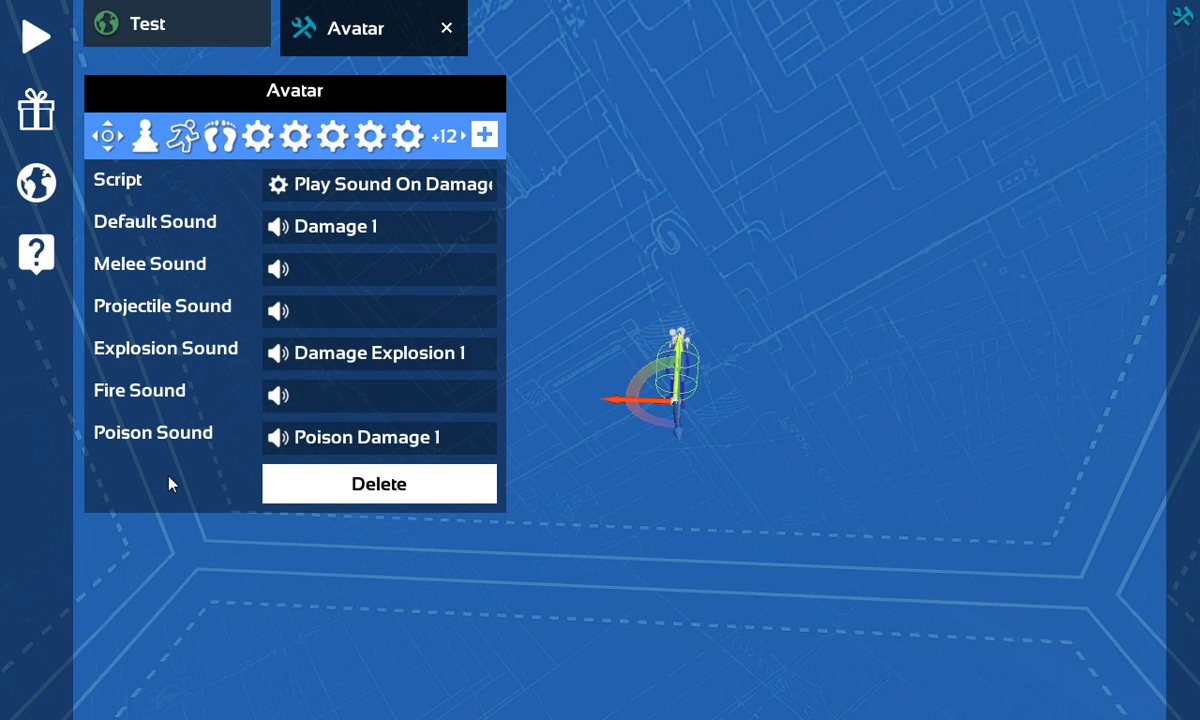 Test
Avatar
Avatar
+12
Script
Play Sound On Damage
Default Sound
Damage 1
Melee Sound
Projectile Sound
Explosion Sound
Damage Explosion 1
Fire Sound
Poison Sound
Poison Damage 1
Delete